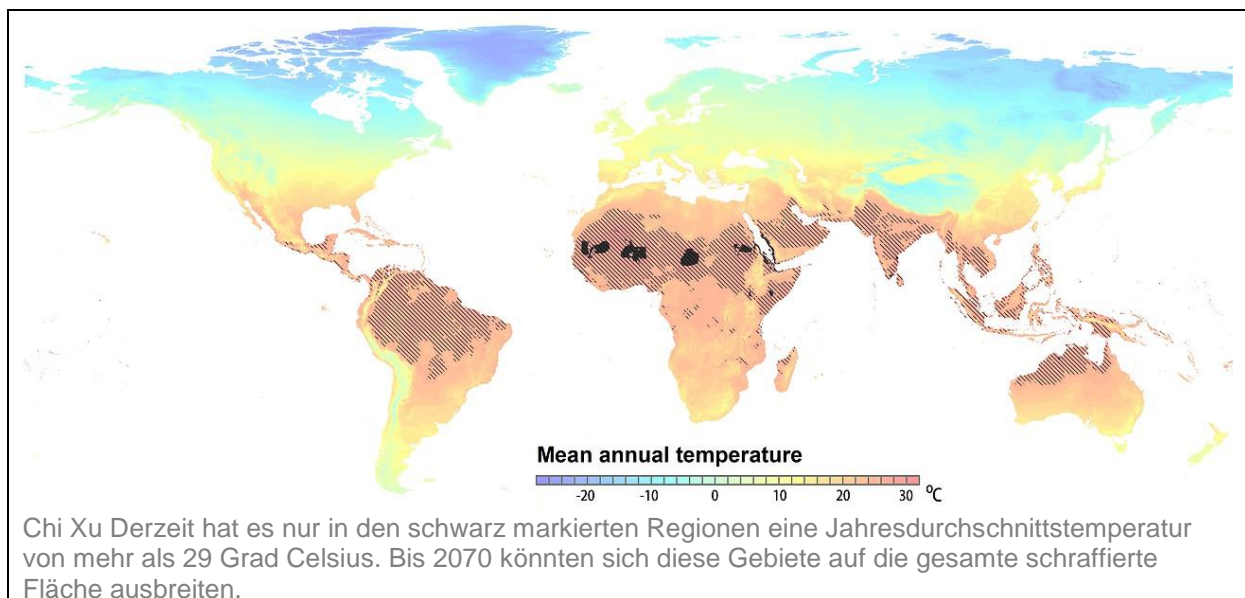 Mean annual temperature
-20 -10 0 10 20 30 ºC
Chi Xu Derzeit hat es nur in den schwarz markierten Regionen eine Jahresdurchschnittstemperatur
von mehr als 29 Grad Celsius. Bis 2070 könnten sich diese Gebiete auf die gesamte schraffierte
Fläche ausbreiten.